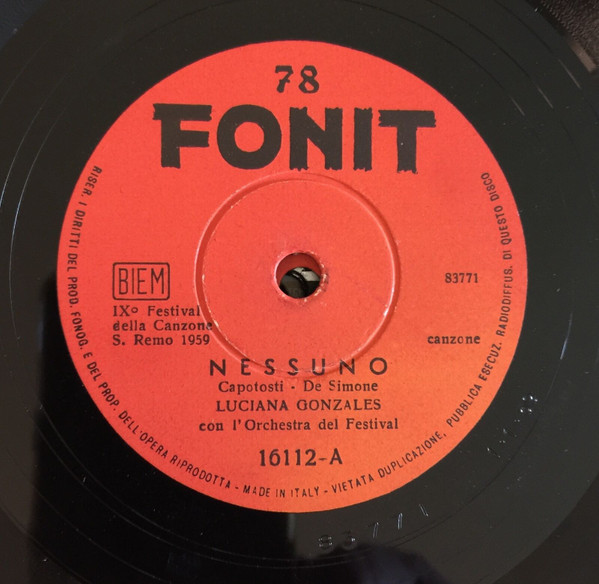 78
FONIT
RISER. I DIRITTI DEL PROD. FONOG. E DEL PROP. DELL'OPERA RIPRODOTTA - MADE IN ITALY - VIETATA DUPLICAZIONE, PUBBLICA ESECUZ. RADIODIFFUS. DI QUESTO DISCO
BIEM
83771
IXº Festival
della Canzone
S. Remo 1959
canzone
NESSUNO
Capotosti - De Simone
LUCIANA GONZALES
con l'Orchestra del Festival
16112-A
83771